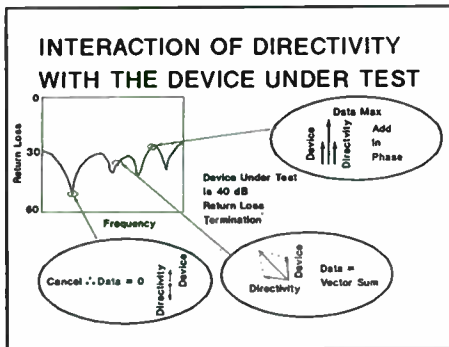 INTERACTION OF DIRECTIVITY
WITH THE DEVICE UNDER TEST
0
30
60
Return Loss
Frequency
Device Under Test
is 40 dB
Return Loss
Termination
Data Max
Device
Directivity
Add
In
Phase
Cancel ∴ Data = 0
Directivity
Device
Device
Directivity
Data =
Vector Sum